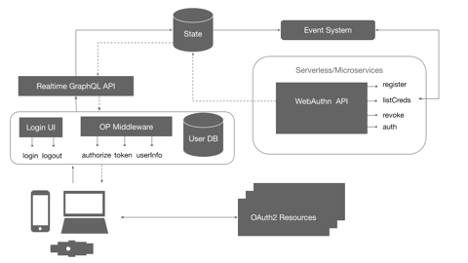 State
Event System
Serverless/Microservices
Realtime GraphQL API
register
WebAuthn API
listCreds
revoke
auth
Login UI
OP Middleware
User DB
login logout
authorize token userInfo
OAuth2 Resources